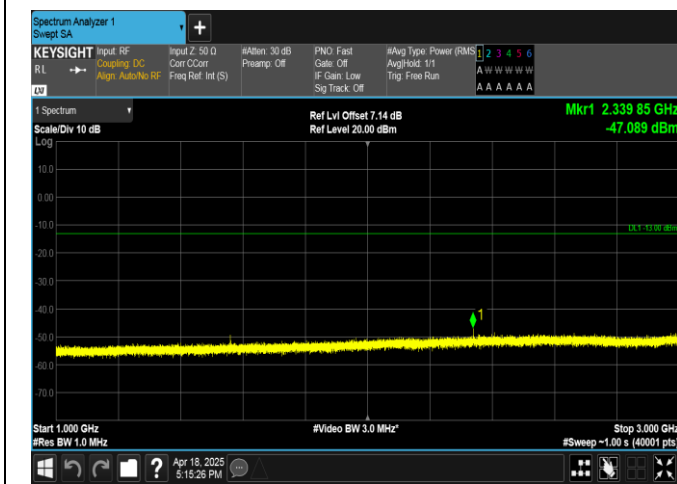 Spectrum Analyzer 1
Swept SA
+
KEYSIGHT
RL
LXI
Input: RF
Coupling: DC
Align: Auto/No RF
Input Z: 50 Ω
Corr CCorr
Freq Ref: Int (S)
#Atten: 30 dB
Preamp: Off
PNO: Fast
Gate: Off
IF Gain: Low
Sig Track: Off
#Avg Type: Power (RMS
Avg|Hold: 1/1
Trig: Free Run
1 2 3 4 5 6
A W W W W W
A A A A A A
1 Spectrum
Scale/Div 10 dB
Log
Ref Lvl Offset 7.14 dB
Ref Level 20.00 dBm
Mkr1 2.339 85 GHz
-47.089 dBm
10.0
0.00
-10.0
DL1 -13.00 dBm
-20.0
-30.0
-40.0
1
-50.0
-60.0
-70.0
Start 1.000 GHz
#Res BW 1.0 MHz
#Video BW 3.0 MHz*
Stop 3.000 GHz
#Sweep ~1.00 s (40001 pts)
?
Apr 18, 2025
5:15:26 PM